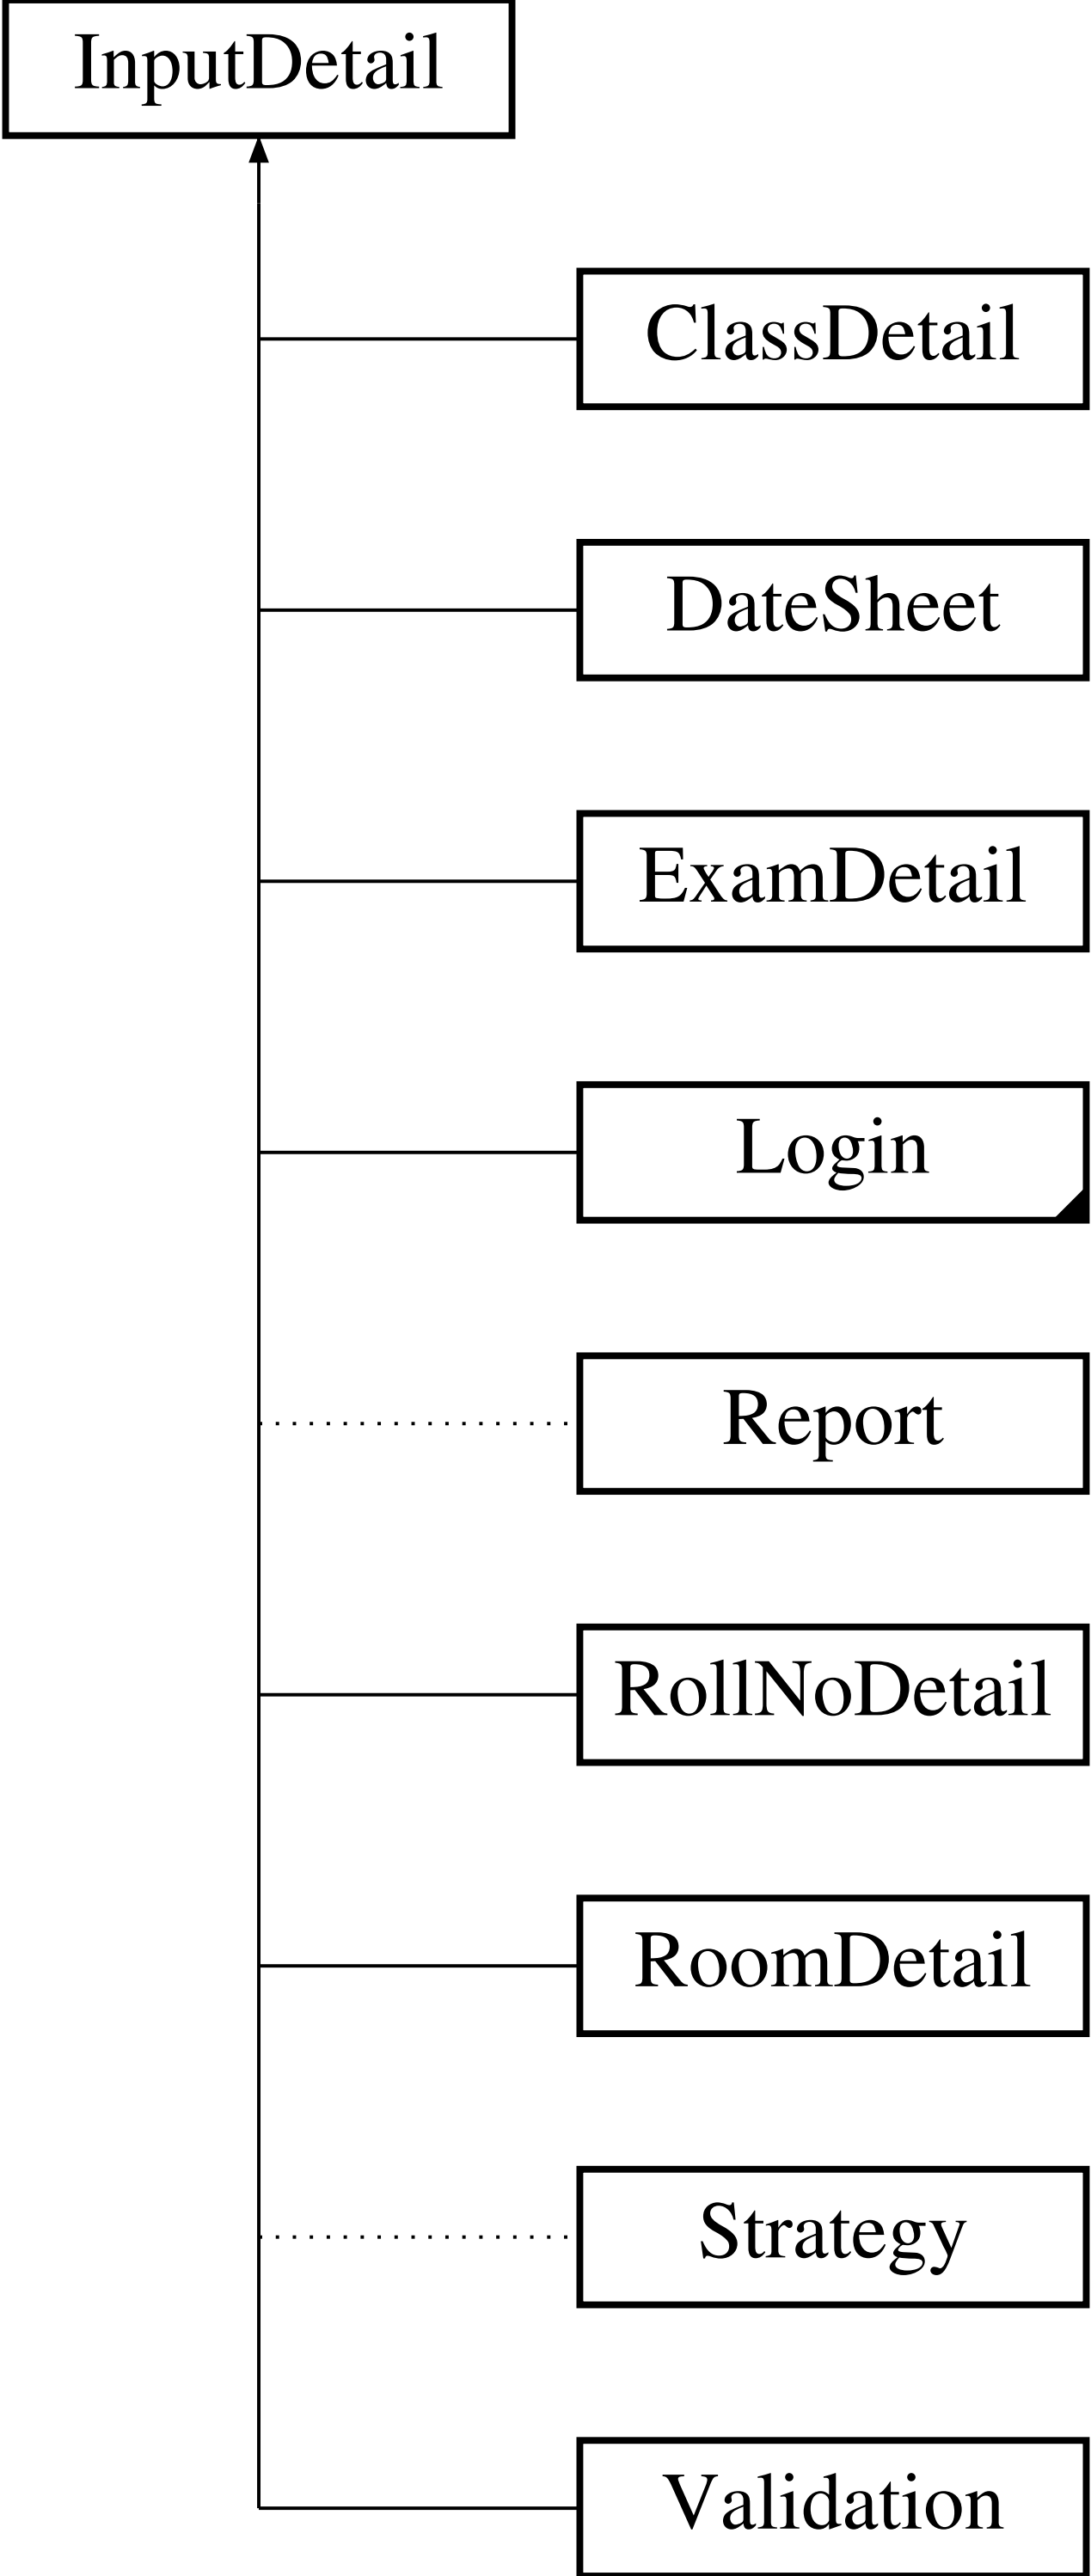 InputDetail
ClassDetail
DateSheet
ExamDetail
Login
Report
RollNoDetail
RoomDetail
Strategy
Validation